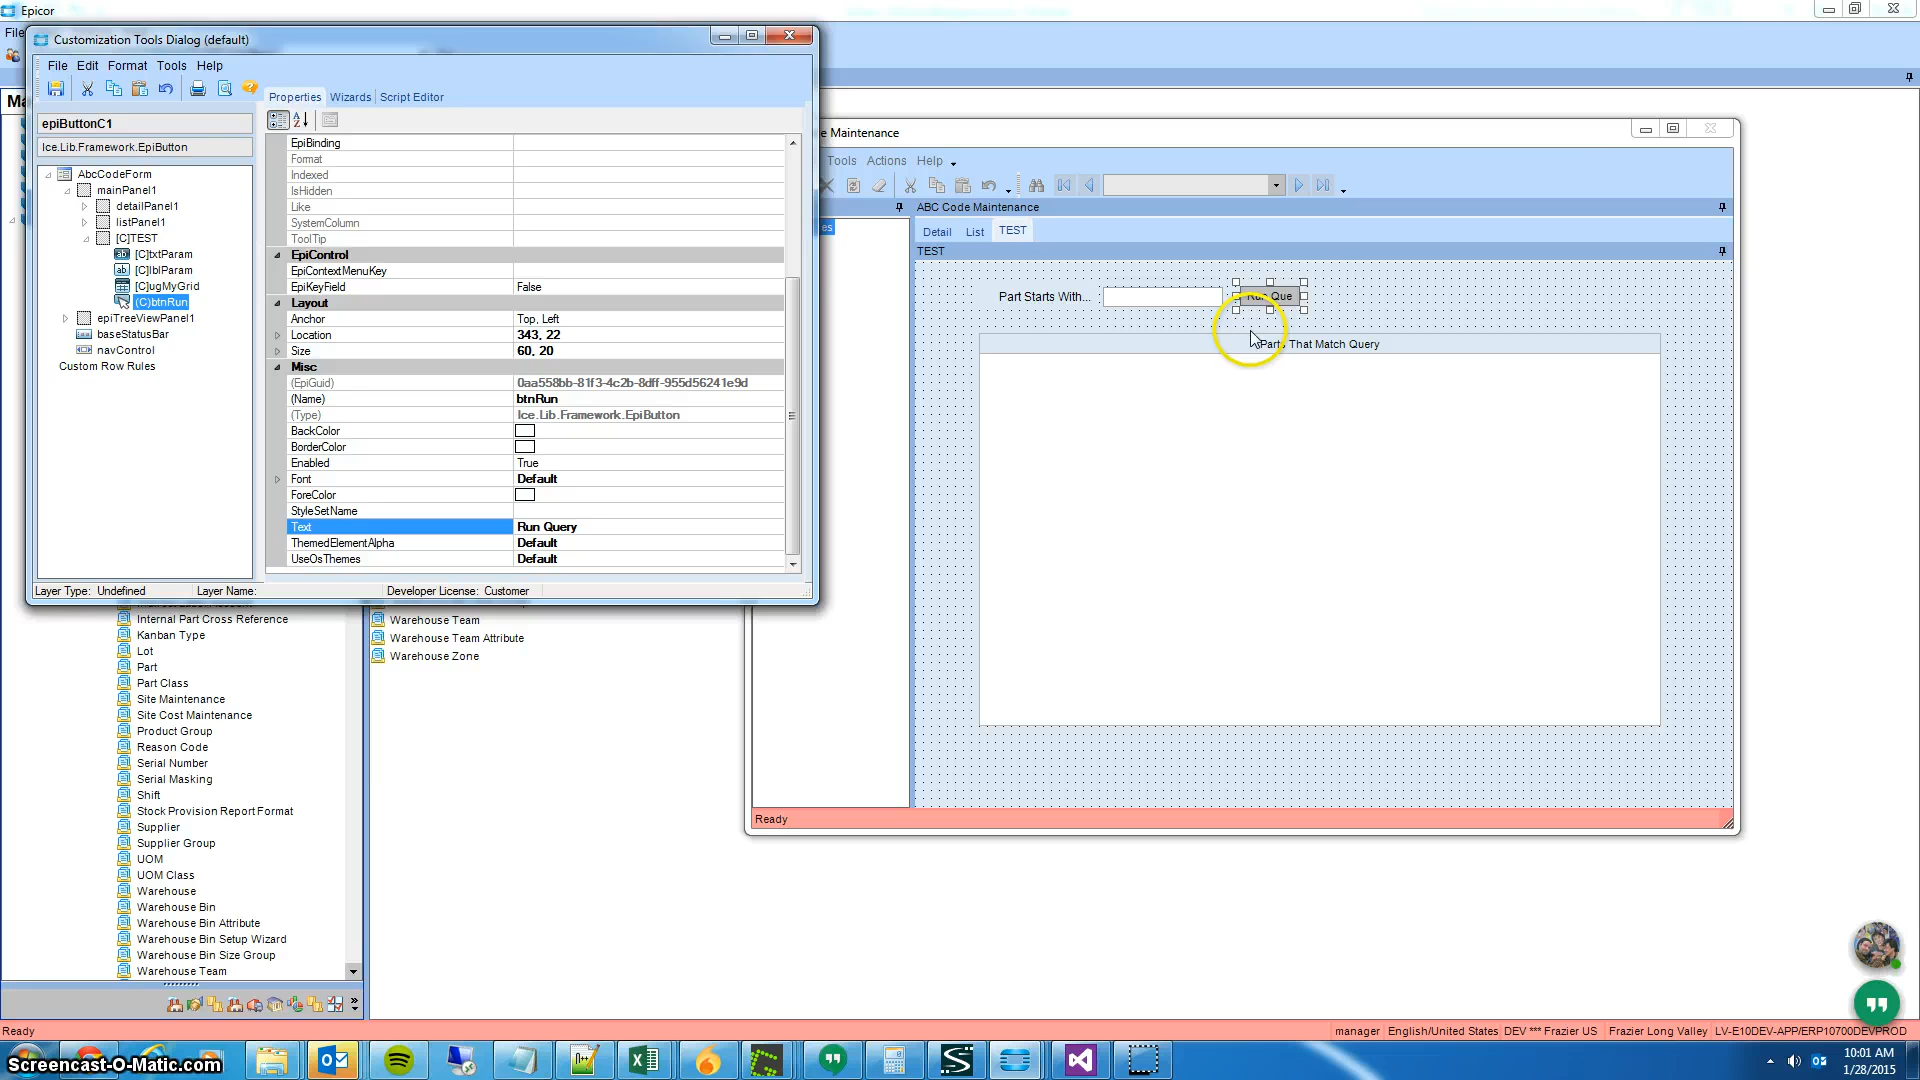 Epicor
File
Customization Tools Dialog (default)
File Edit Format Tools Help
Properties Wizards Script Editor
epiButtonC1
Ice.Lib.Framework.EpiButton
AbcCodeForm
mainPanel1
detailPanel1
listPanel1
[C]TEST
[C]txtParam
[C]lblParam
[C]ugMyGrid
(C)btnRun
epiTreeViewPanel1
baseStatusBar
navControl
Custom Row Rules
EpiBinding
Format
Indexed
IsHidden
Like
SystemColumn
ToolTip
EpiControl
EpiContextMenuKey
EpiKeyField False
Layout
Anchor Top, Left
Location 343, 22
Size 60, 20
Misc
(EpiGuid) 0aa558bb-81f3-4c2b-8dff-955d56241e9d
(Name) btnRun
(Type) Ice.Lib.Framework.EpiButton
BackColor
BorderColor
Enabled True
Font Default
ForeColor
StyleSetName
Text Run Query
ThemedElementAlpha Default
UseOsThemes Default
Layer Type: Undefined Layer Name: Developer License: Customer
e Maintenance
Tools Actions Help
ABC Code Maintenance
Detail List TEST
TEST
Part Starts With... Run Que
Parts That Match Query
Ready
Internal Part Cross Reference
Kanban Type
Lot
Part
Part Class
Site Maintenance
Site Cost Maintenance
Product Group
Reason Code
Serial Number
Serial Masking
Shift
Stock Provision Report Format
Supplier
Supplier Group
UOM
UOM Class
Warehouse
Warehouse Bin
Warehouse Bin Attribute
Warehouse Bin Setup Wizard
Warehouse Bin Size Group
Warehouse Team
Warehouse Team
Warehouse Team Attribute
Warehouse Zone
Ready manager English/United States DEV *** Frazier US Frazier Long Valley LV-E10DEV-APP/ERP10700DEVPROD
Screencast-O-Matic.com
10:01 AM
1/28/2015